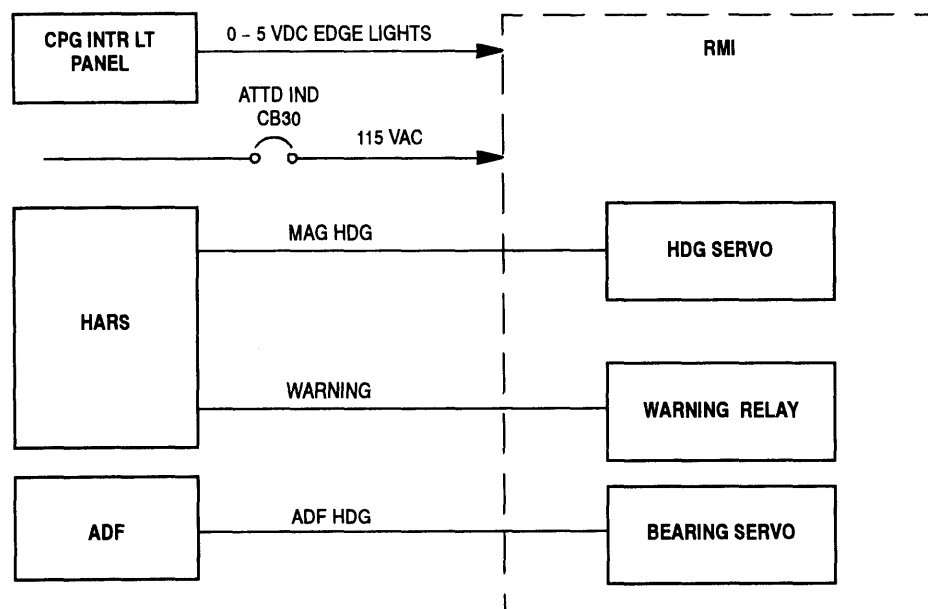 CPG INTR LT
PANEL
0 – 5 VDC EDGE LIGHTS
RMI
ATTD IND
CB30
115 VAC
MAG HDG
HDG SERVO
HARS
WARNING
WARNING RELAY
ADF
ADF HDG
BEARING SERVO